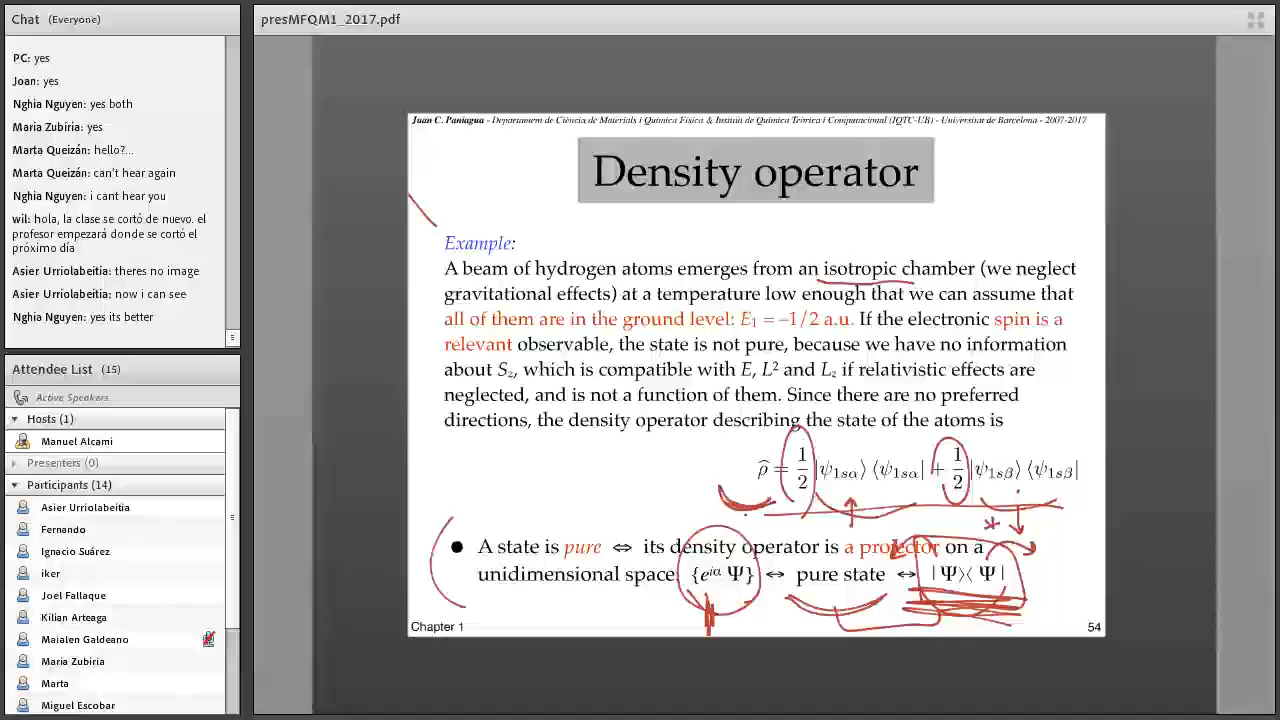 Chat (Everyone)
PC: yes
Joan: yes
Nghia Nguyen: yes both
Maria Zubiria: yes
Marta Queizán: hello?...
Marta Queizán: can't hear again
Nghia Nguyen: i cant hear you
wil: hola, la clase se cortó de nuevo. el
profesor empezará donde se cortó el
próximo día
Asier Urriolabeitia: theres no image
Asier Urriolabeitia: now i can see
Nghia Nguyen: yes its better
Attendee List (15)
Active Speakers
Hosts (1)
Manuel Alcami
Presenters (0)
Participants (14)
Asier Urriolabeitia
Fernando
Ignacio Suárez
iker
Joel Fallaque
Kilian Arteaga
Maialen Galdeano
Maria Zubiria
Marta
Miguel Escobar
presMFQM1_2017.pdf
Juan C. Paniagua - Departament de Ciència de Materials i Química Física & Institut de Química Teòrica i Computacional (IQTC-UB) - Universitat de Barcelona - 2007-2017
Density operator
Example:
A beam of hydrogen atoms emerges from an isotropic chamber (we neglect
gravitational effects) at a temperature low enough that we can assume that
all of them are in the ground level: E₁ = –1/2 a.u. If the electronic spin is a
relevant observable, the state is not pure, because we have no information
about S_z, which is compatible with E, L² and L_z if relativistic effects are
neglected, and is not a function of them. Since there are no preferred
directions, the density operator describing the state of the atoms is
ρ̂ = 1/2 |ψ1sα⟩ ⟨ψ1sα| + 1/2 |ψ1sβ⟩ ⟨ψ1sβ|
● A state is pure ⇔ its density operator is a projector on a
unidimensional space: {e^{iα} Ψ} ↔ pure state ↔ |Ψ⟩⟨Ψ|
Chapter 1
54